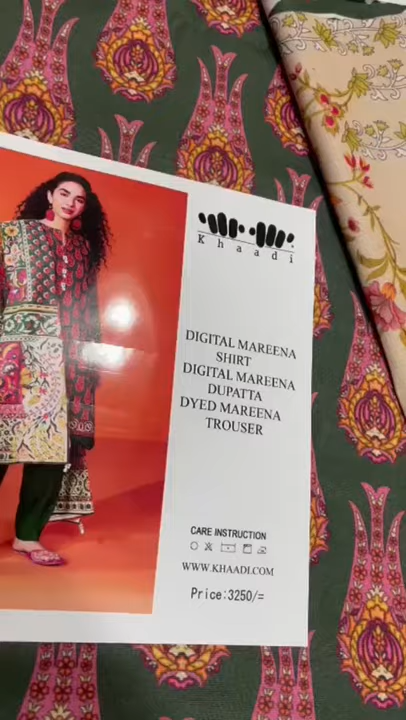 Khaadi
DIGITAL MAREENA
SHIRT
DIGITAL MAREENA
DUPATTA
DYED MAREENA
TROUSER
CARE INSTRUCTION
WWW.KHAADI.COM
Price:3250/=